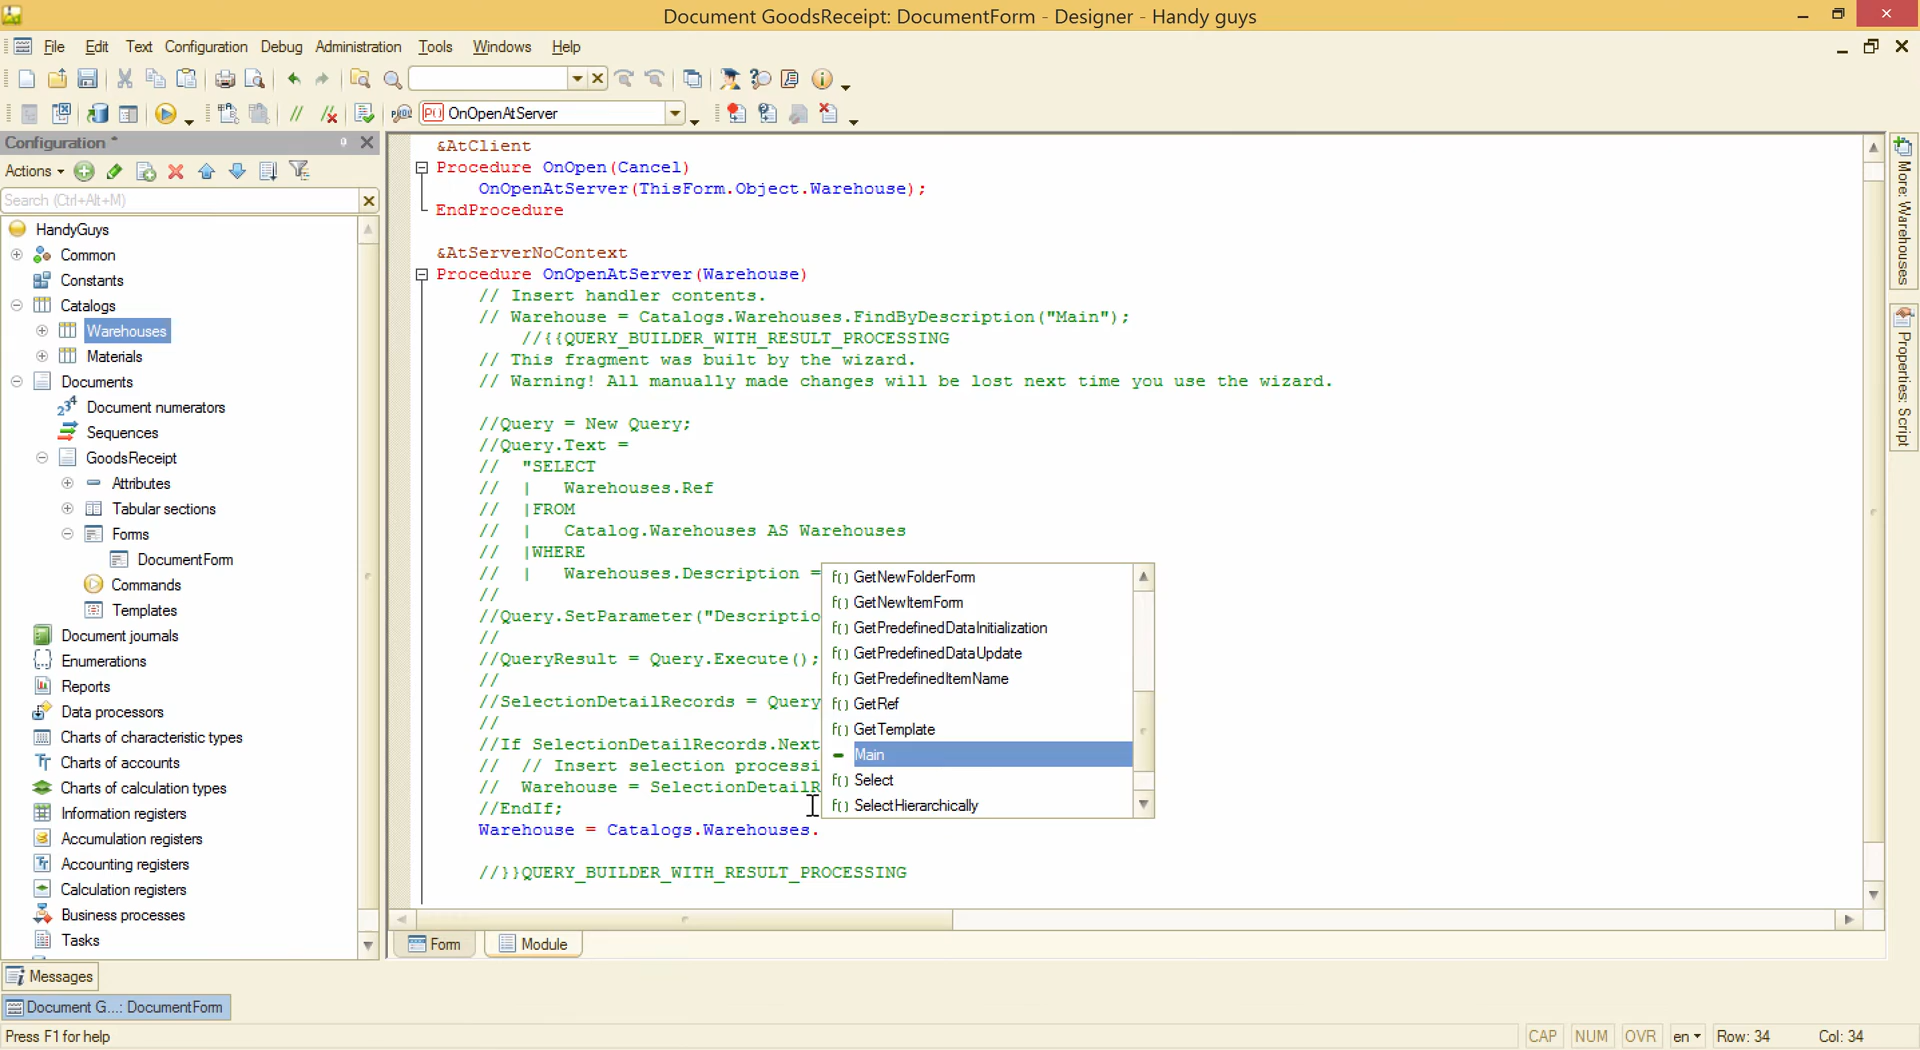 Document GoodsReceipt: DocumentForm - Designer - Handy guys
File Edit Text Configuration Debug Administration Tools Windows Help
P() OnOpenAtServer
Configuration *
Actions
Search (Ctrl+Alt+M)
HandyGuys
Common
Constants
Catalogs
Warehouses
Materials
Documents
Document numerators
Sequences
GoodsReceipt
Attributes
Tabular sections
Forms
DocumentForm
Commands
Templates
Document journals
Enumerations
Reports
Data processors
Charts of characteristic types
Charts of accounts
Charts of calculation types
Information registers
Accumulation registers
Accounting registers
Calculation registers
Business processes
Tasks
&AtClient
Procedure OnOpen(Cancel)
OnOpenAtServer(ThisForm.Object.Warehouse);
EndProcedure
&AtServerNoContext
Procedure OnOpenAtServer(Warehouse)
// Insert handler contents.
// Warehouse = Catalogs.Warehouses.FindByDescription("Main");
//{{QUERY_BUILDER_WITH_RESULT_PROCESSING
// This fragment was built by the wizard.
// Warning! All manually made changes will be lost next time you use the wizard.
//Query = New Query;
//Query.Text =
// "SELECT
// | Warehouses.Ref
// |FROM
// | Catalog.Warehouses AS Warehouses
// |WHERE
// | Warehouses.Description =
//
//Query.SetParameter("Descriptio
//
//QueryResult = Query.Execute();
//
//SelectionDetailRecords = Query
//
//If SelectionDetailRecords.Next
// // Insert selection processi
// Warehouse = SelectionDetailR
//EndIf;
Warehouse = Catalogs.Warehouses.
//}}QUERY_BUILDER_WITH_RESULT_PROCESSING
f() GetNewFolderForm
f() GetNewItemForm
f() GetPredefinedDataInitialization
f() GetPredefinedDataUpdate
f() GetPredefinedItemName
f() GetRef
f() GetTemplate
Main
f() Select
f() SelectHierarchically
Form Module
More: Warehouses
Properties: Script
Messages
Document G...: DocumentForm
Press F1 for help
CAP NUM OVR en Row: 34 Col: 34